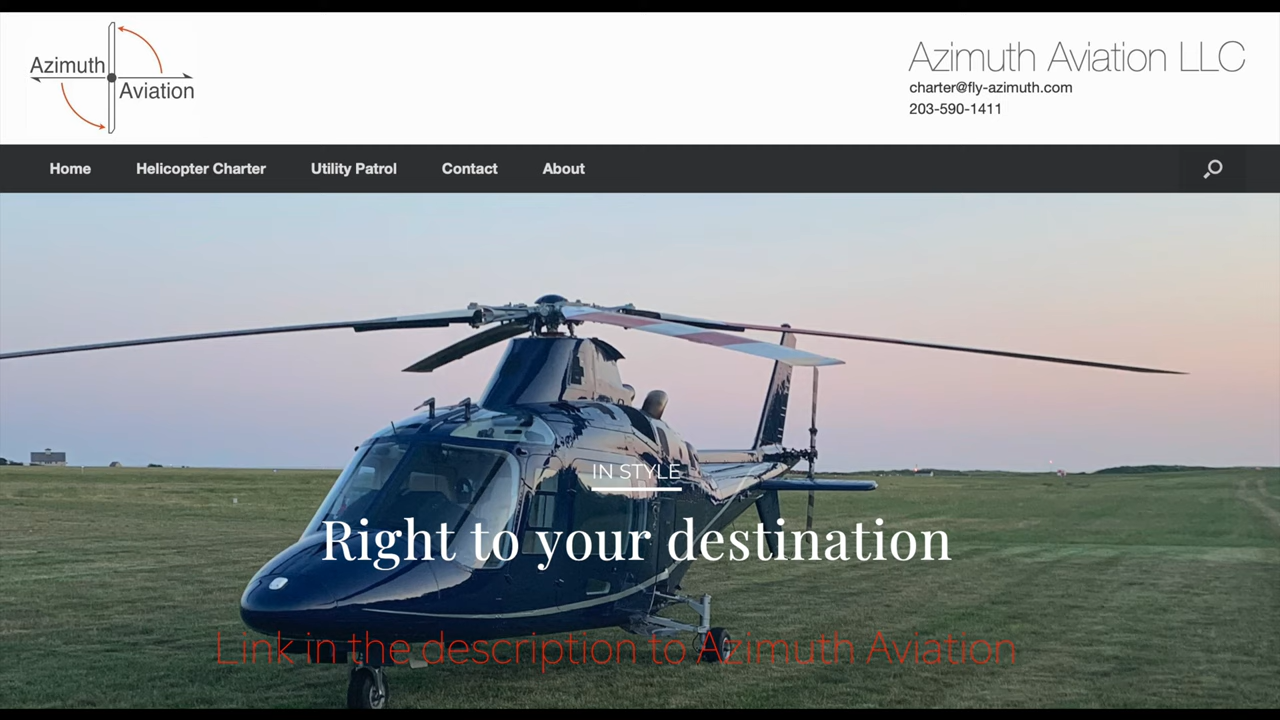 Azimuth
Aviation
Azimuth Aviation LLC
charter@fly-azimuth.com
203-590-1411
Home Helicopter Charter Utility Patrol Contact About
IN STYLE
Right to your destination
Link in the description to Azimuth Aviation